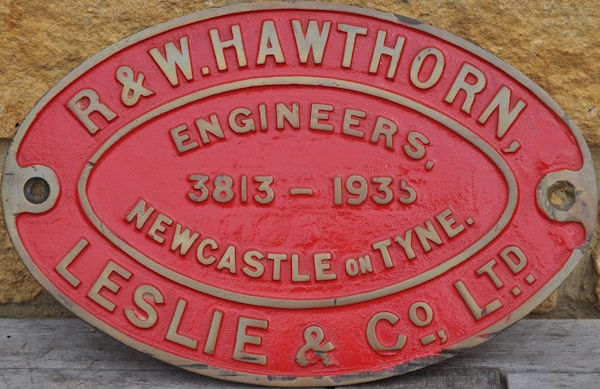 R. & W. HAWTHORN,
ENGINEERS,
3813 - 1935
NEWCASTLE ON TYNE.
LESLIE & Co, LTD.